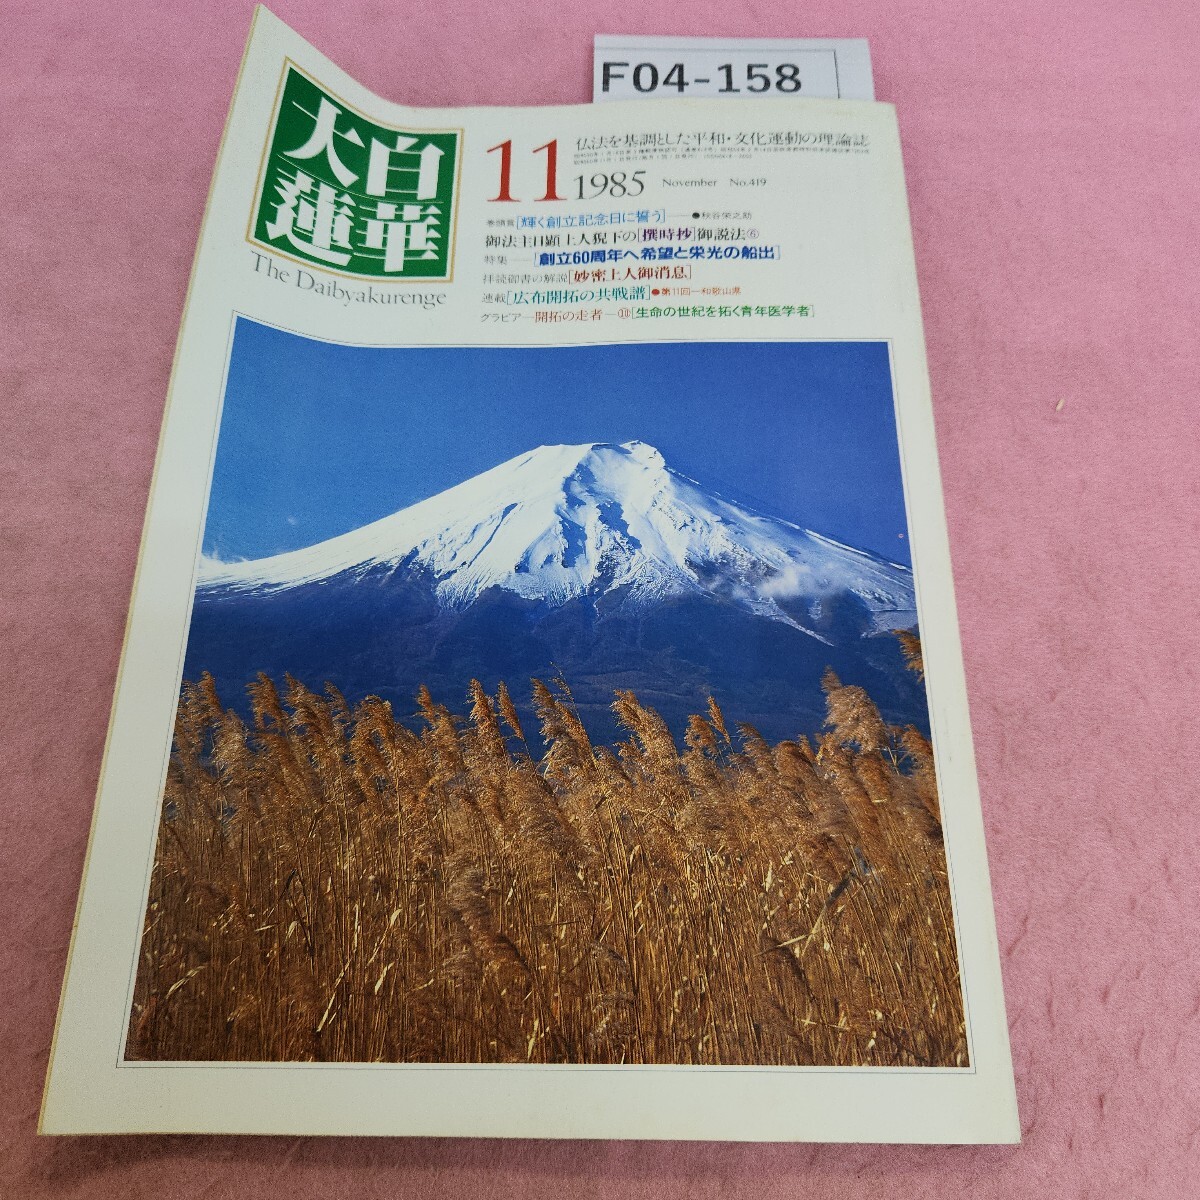 F04-158
大白蓮華
The Daibyakurenge
仏法を基調とした平和・文化運動の理論誌
11 1985 November No.419
巻頭言[輝く創立記念日に誓う]―●秋谷栄之助
御法主日顕上人猊下の[撰時抄]御説法⑥
特集―[創立60周年へ希望と栄光の船出]
拝読御書の解説[妙密上人御消息]
連載[広布開拓の共戦譜]●第11回―和歌山県
グラビア―開拓の走者―⑪[生命の世紀を拓く青年医学者]